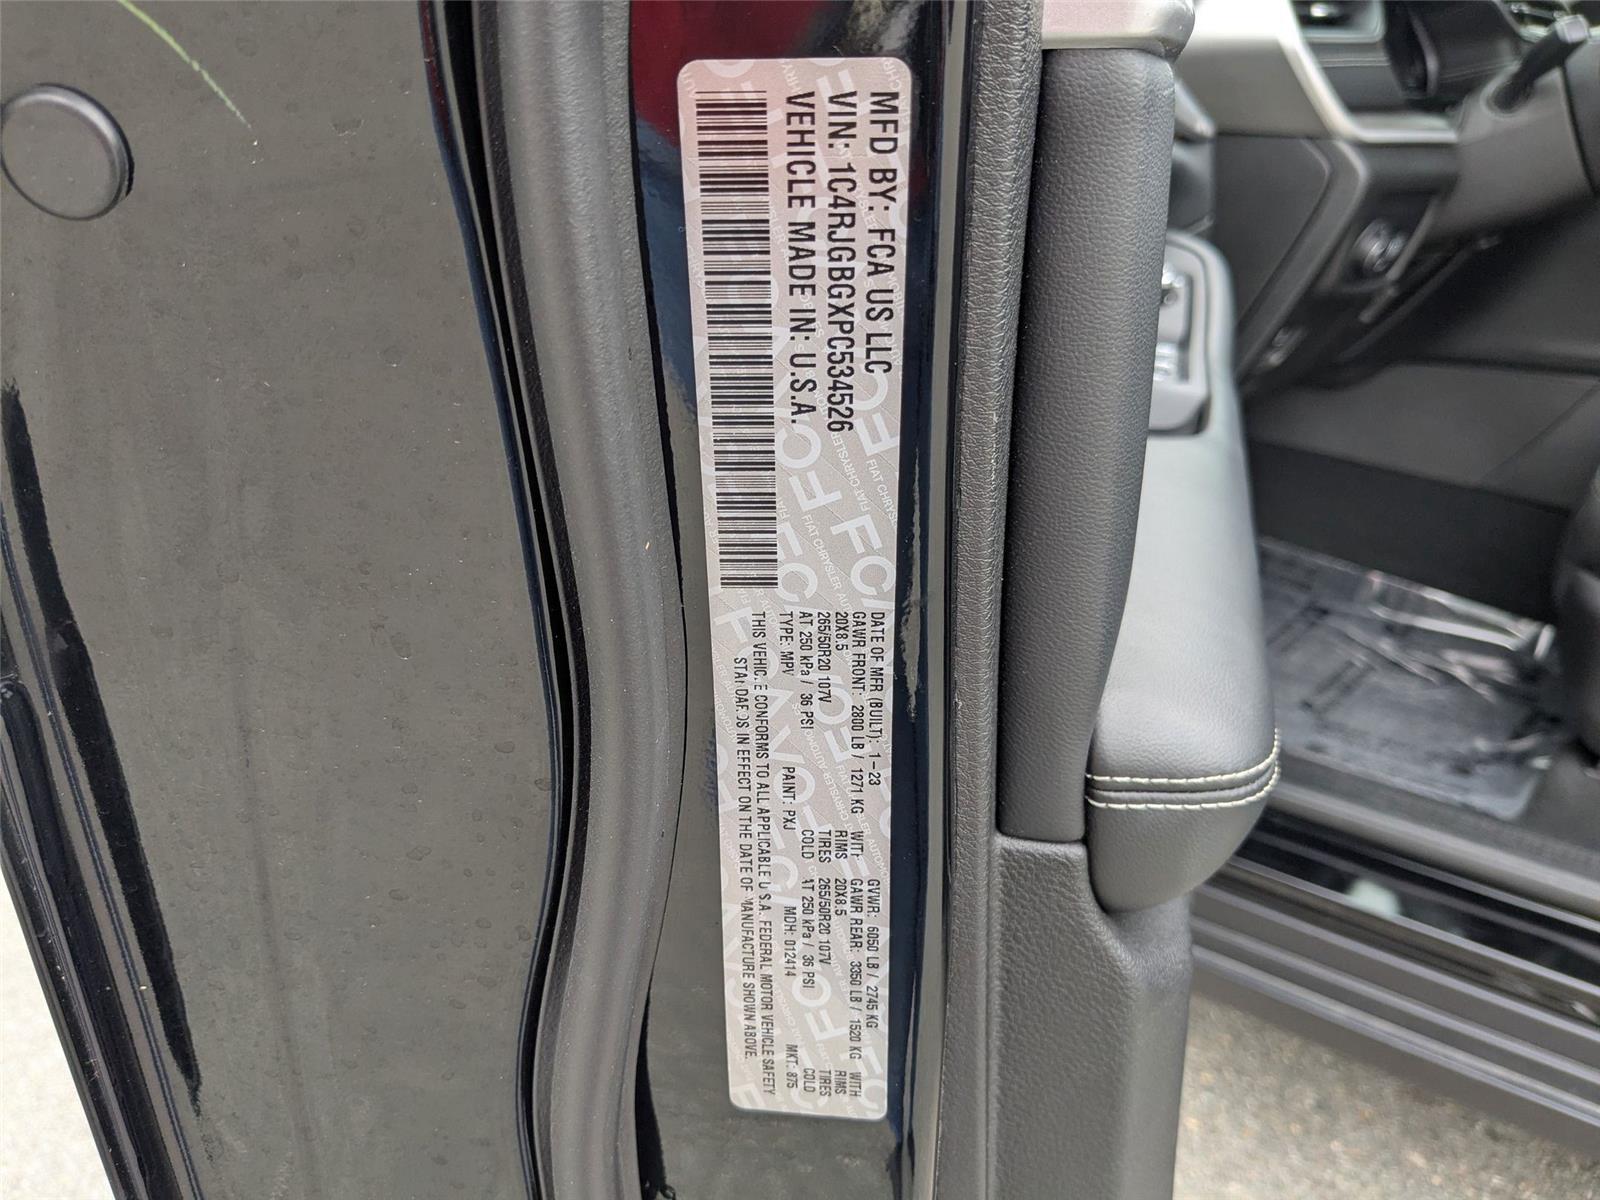 MFD BY: FCA US LLC
VIN: 1C4RJGBGXPC534526
VEHICLE MADE IN: U.S.A.
DATE OF MFR (BUILT): 1-23 GVWR: 6050 LB / 2745 KG
GAWR FRONT: 2800 LB / 1271 KG WITH GAWR REAR: 3350 LB / 1520 KG WITH
20X8.5 RIMS 20X8.5 RIMS
265/50R20 107V TIRES 265/50R20 107V TIRES
AT 250 kPa / 36 PSI COLD AT 250 kPa / 36 PSI COLD
TYPE: MPV PAINT: PXJ MDH: 012414 MKT: 875
THIS VEHICLE CONFORMS TO ALL APPLICABLE U.S.A. FEDERAL MOTOR VEHICLE SAFETY
STANDARDS IN EFFECT ON THE DATE OF MANUFACTURE SHOWN ABOVE.